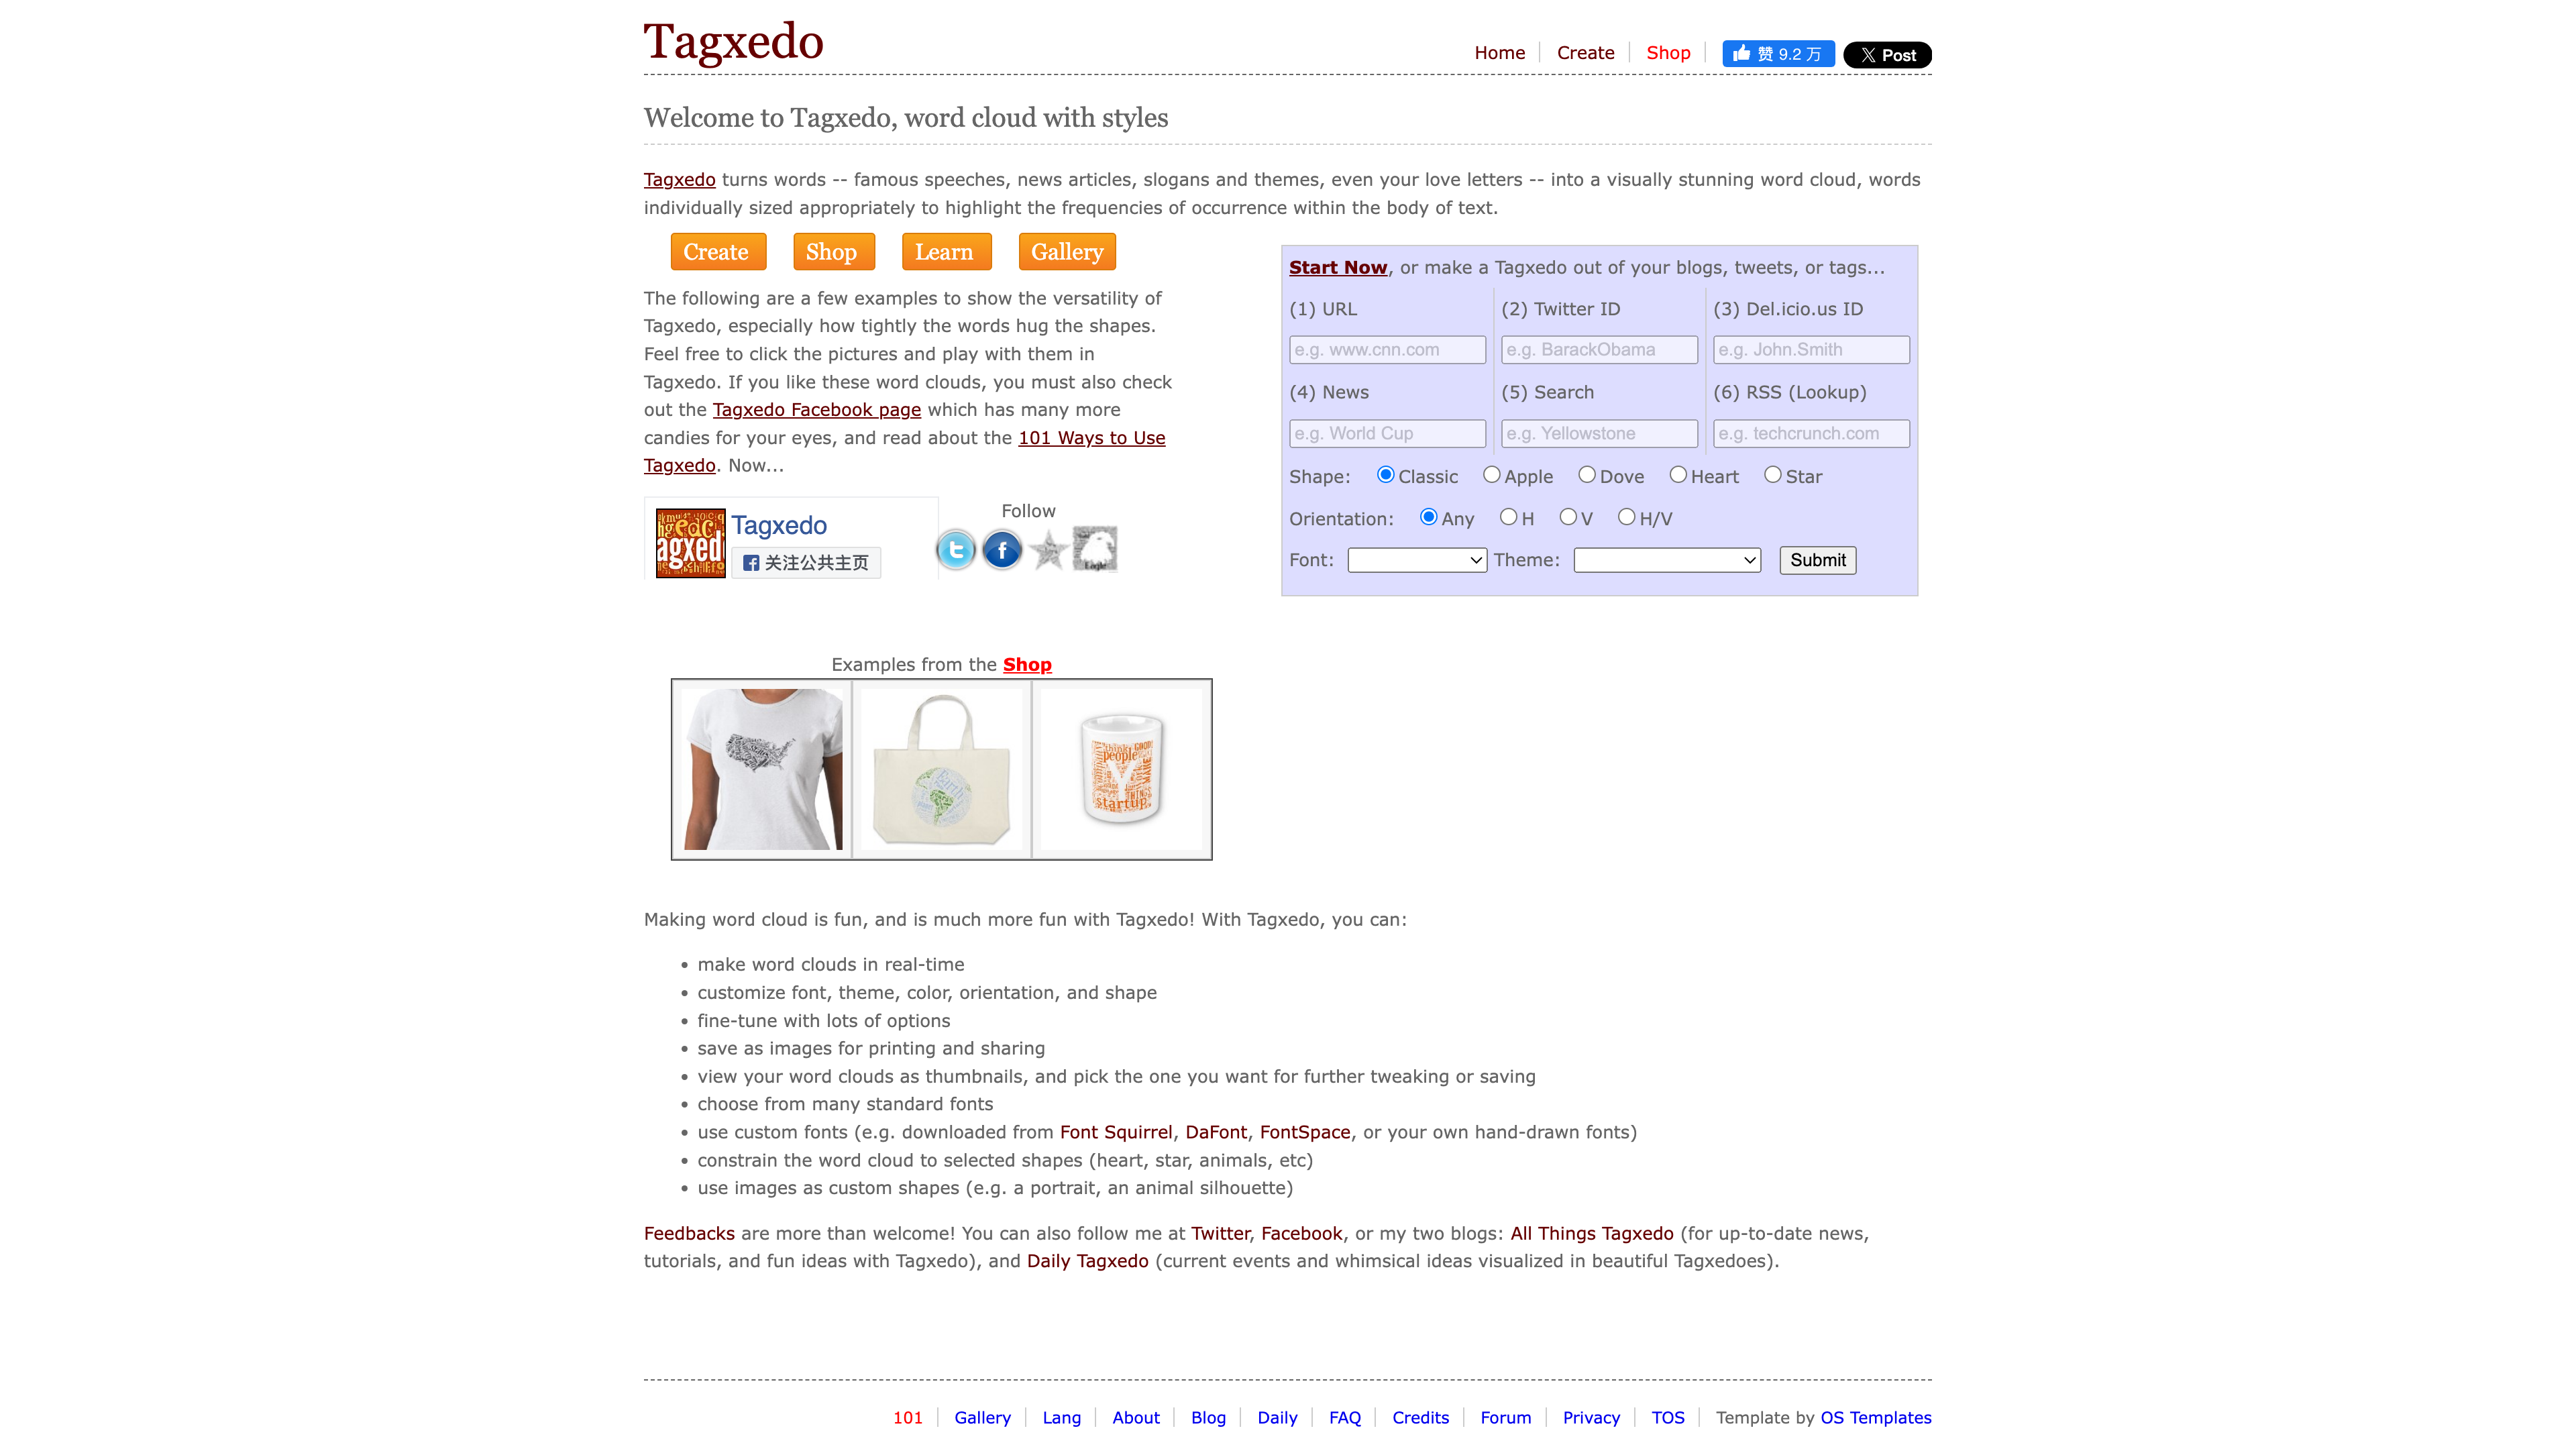 Tagxedo
Home
Create
Shop
赞 9.2 万
X Post
Welcome to Tagxedo, word cloud with styles
Tagxedo turns words -- famous speeches, news articles, slogans and themes, even your love letters -- into a visually stunning word cloud, words
individually sized appropriately to highlight the frequencies of occurrence within the body of text.
Create
Shop
Learn
Gallery
The following are a few examples to show the versatility of
Tagxedo, especially how tightly the words hug the shapes.
Feel free to click the pictures and play with them in
Tagxedo. If you like these word clouds, you must also check
out the Tagxedo Facebook page which has many more
candies for your eyes, and read about the 101 Ways to Use
Tagxedo. Now...
agxed
Tagxedo
关注公共主页
Follow
Start Now, or make a Tagxedo out of your blogs, tweets, or tags...
(1) URL
(2) Twitter ID
(3) Del.icio.us ID
e.g. www.cnn.com
e.g. BarackObama
e.g. John.Smith
(4) News
(5) Search
(6) RSS (Lookup)
e.g. World Cup
e.g. Yellowstone
e.g. techcrunch.com
Shape: Classic Apple Dove Heart Star
Orientation: Any H V H/V
Font: Theme: Submit
Examples from the Shop
think GOOD
people
Y
MAKE
THINGS
startup
Making word cloud is fun, and is much more fun with Tagxedo! With Tagxedo, you can:
• make word clouds in real-time
• customize font, theme, color, orientation, and shape
• fine-tune with lots of options
• save as images for printing and sharing
• view your word clouds as thumbnails, and pick the one you want for further tweaking or saving
• choose from many standard fonts
• use custom fonts (e.g. downloaded from Font Squirrel, DaFont, FontSpace, or your own hand-drawn fonts)
• constrain the word cloud to selected shapes (heart, star, animals, etc)
• use images as custom shapes (e.g. a portrait, an animal silhouette)
Feedbacks are more than welcome! You can also follow me at Twitter, Facebook, or my two blogs: All Things Tagxedo (for up-to-date news,
tutorials, and fun ideas with Tagxedo), and Daily Tagxedo (current events and whimsical ideas visualized in beautiful Tagxedoes).
101
Gallery
Lang
About
Blog
Daily
FAQ
Credits
Forum
Privacy
TOS
Template by OS Templates